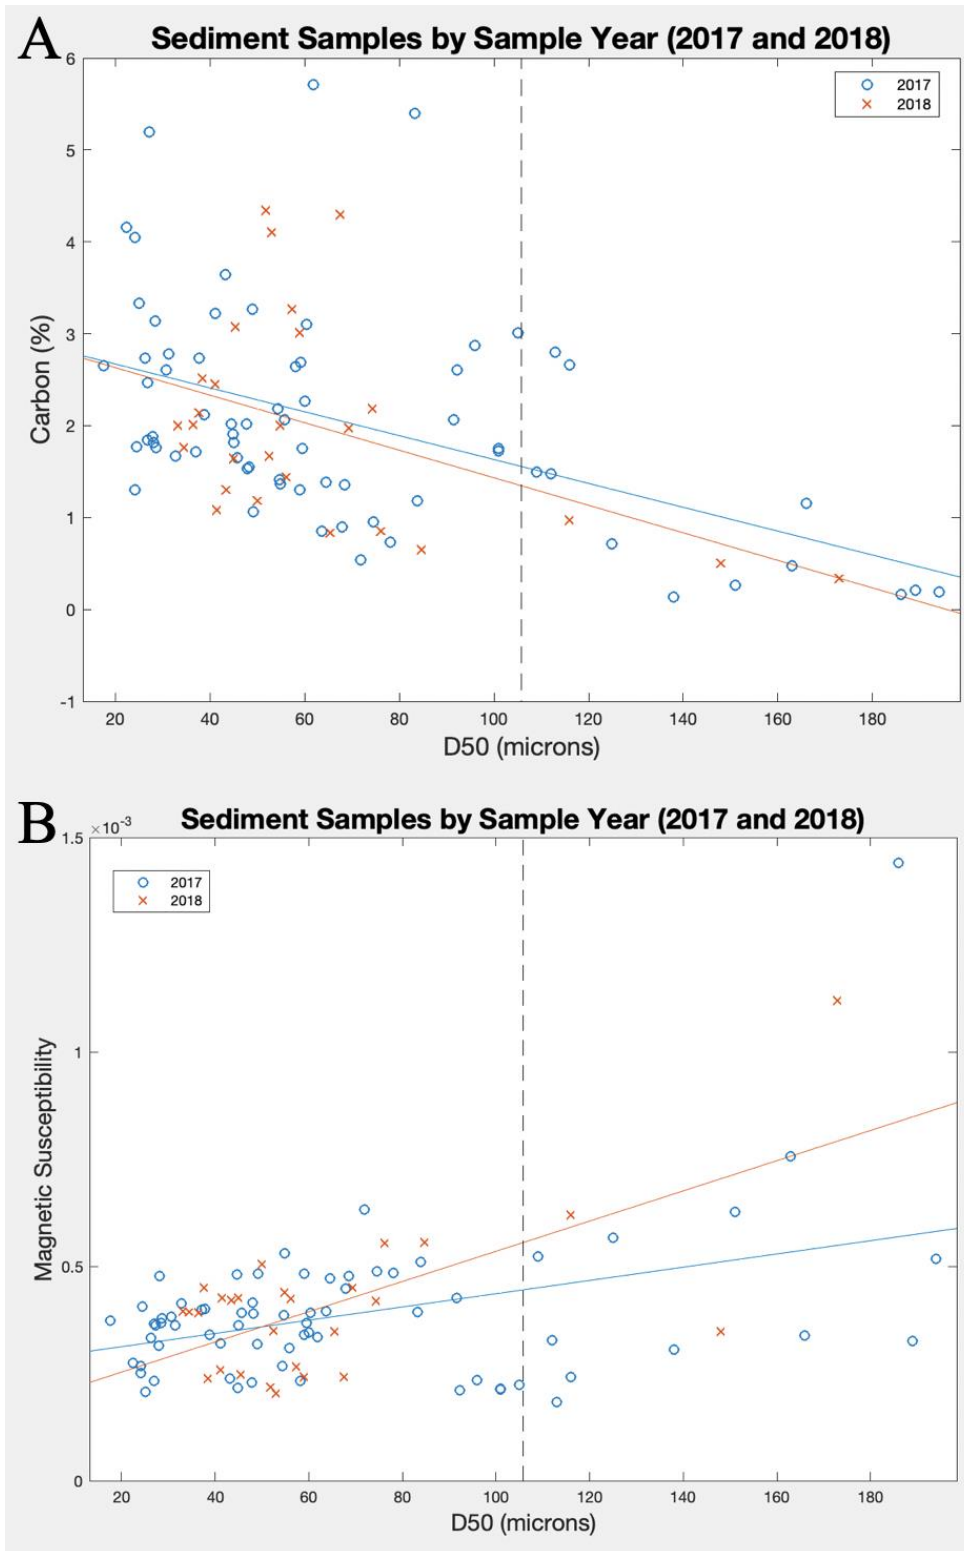 A
Sediment Samples by Sample Year (2017 and 2018)
6
5
4
3
2
1
0
-1
Carbon (%)
2017
2018
20 40 60 80 100 120 140 160 180
D50 (microns)
B
Sediment Samples by Sample Year (2017 and 2018)
×10⁻³
1.5
1
0.5
0
Magnetic Susceptibility
2017
2018
20 40 60 80 100 120 140 160 180
D50 (microns)